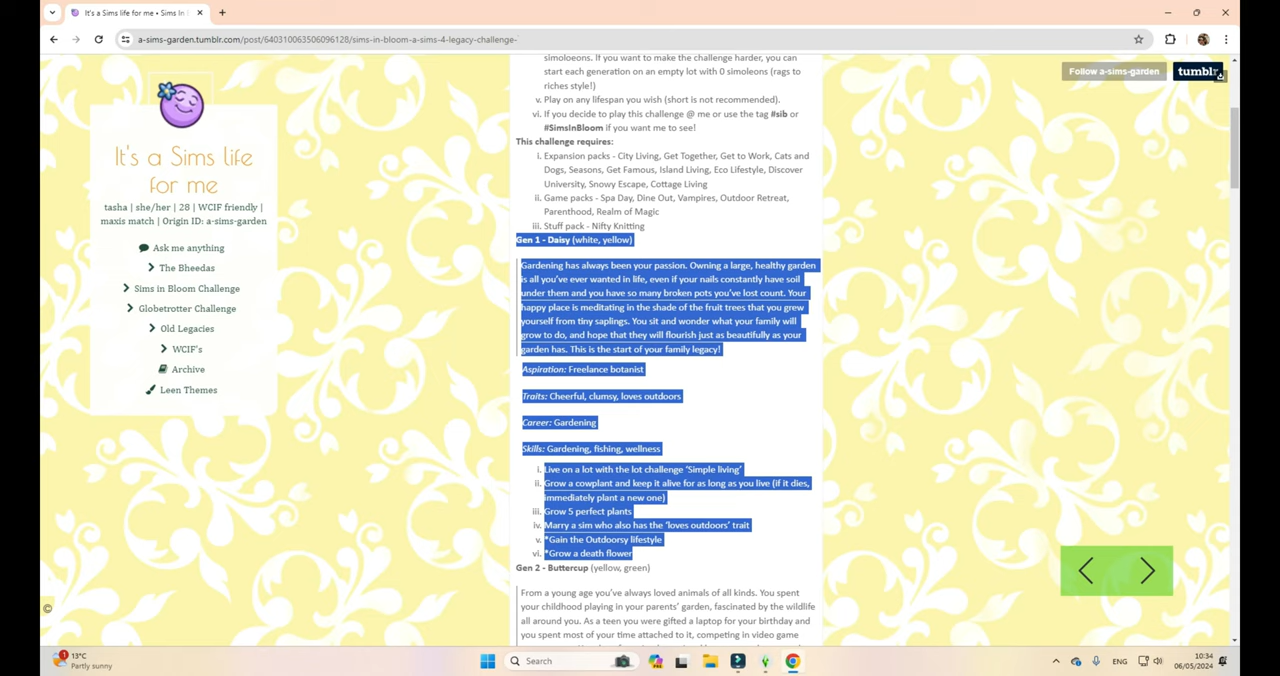 It's a Sims life for me • Sims In
a-sims-garden.tumblr.com/post/640310063506096128/sims-in-bloom-a-sims-4-legacy-challenge-
Follow a-sims-garden
tumblr
It's a Sims life
for me
tasha | she/her | 28 | WCIF friendly |
maxis match | Origin ID: a-sims-garden
Ask me anything
The Bheedas
Sims in Bloom Challenge
Globetrotter Challenge
Old Legacies
WCIF's
Archive
Leen Themes
simoloeons. If you want to make the challenge harder, you can
start each generation on an empty lot with 0 simoleons (rags to
riches style!)
v. Play on any lifespan you wish (short is not recommended).
vi. If you decide to play this challenge @ me or use the tag #sib or
#SimsInBloom if you want me to see!
This challenge requires:
i. Expansion packs - City Living, Get Together, Get to Work, Cats and
Dogs, Seasons, Get Famous, Island Living, Eco Lifestyle, Discover
University, Snowy Escape, Cottage Living
ii. Game packs - Spa Day, Dine Out, Vampires, Outdoor Retreat,
Parenthood, Realm of Magic
iii. Stuff pack - Nifty Knitting
Gen 1 - Daisy (white, yellow)
Gardening has always been your passion. Owning a large, healthy garden
is all you've ever wanted in life, even if your nails constantly have soil
under them and you have so many broken pots you've lost count. Your
happy place is meditating in the shade of the fruit trees that you grew
yourself from tiny saplings. You sit and wonder what your family will
grow to do, and hope that they will flourish just as beautifully as your
garden has. This is the start of your family legacy!
Aspiration: Freelance botanist
Traits: Cheerful, clumsy, loves outdoors
Career: Gardening
Skills: Gardening, fishing, wellness
i. Live on a lot with the lot challenge 'Simple living'
ii. Grow a cowplant and keep it alive for as long as you live (if it dies,
immediately plant a new one)
iii. Grow 5 perfect plants
iv. Marry a sim who also has the 'loves outdoors' trait
v. *Gain the Outdoorsy lifestyle
vi. *Grow a death flower
Gen 2 - Buttercup (yellow, green)
From a young age you've always loved animals of all kinds. You spent
your childhood playing in your parents' garden, fascinated by the wildlife
all around you. As a teen you were gifted a laptop for your birthday and
you spent most of your time attached to it, competing in video game
©
1
13°C
Partly sunny
Search
ENG
10:34
06/05/2024